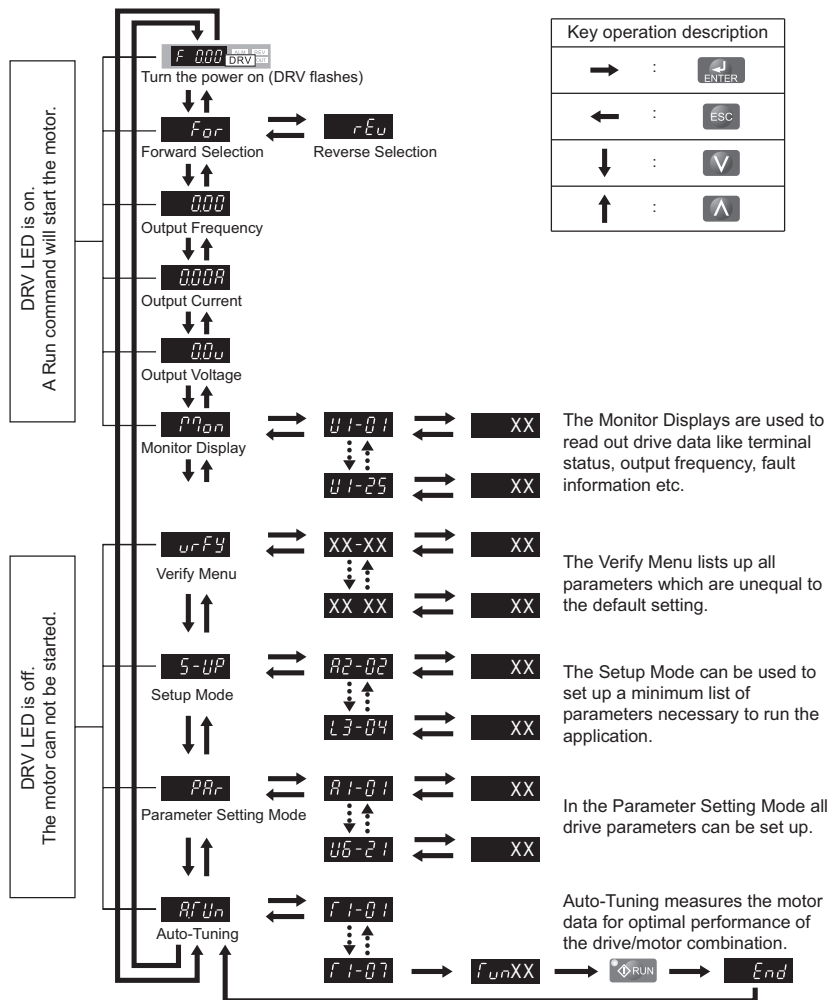 Key operation description
→ : ENTER
← : ESC
↓ : V
↑ : Λ
DRV LED is on.
A Run command will start the motor.
F 0.00 ALM REV DRV OUT
Turn the power on (DRV flashes)
For rEv
Forward Selection Reverse Selection
0.00
Output Frequency
0.00A
Output Current
0.0v
Output Voltage
Mon U1-01 XX
Monitor Display
U1-25 XX
The Monitor Displays are used to
read out drive data like terminal
status, output frequency, fault
information etc.
DRV LED is off.
The motor can not be started.
vrFY XX-XX XX
Verify Menu
XX XX XX
The Verify Menu lists up all
parameters which are unequal to
the default setting.
S-UP A2-02 XX
Setup Mode
L3-04 XX
The Setup Mode can be used to
set up a minimum list of
parameters necessary to run the
application.
PAr A1-01 XX
Parameter Setting Mode
U6-21 XX
In the Parameter Setting Mode all
drive parameters can be set up.
A.TUn T1-01
Auto-Tuning
T1-07 TunXX RUN End
Auto-Tuning measures the motor
data for optimal performance of
the drive/motor combination.